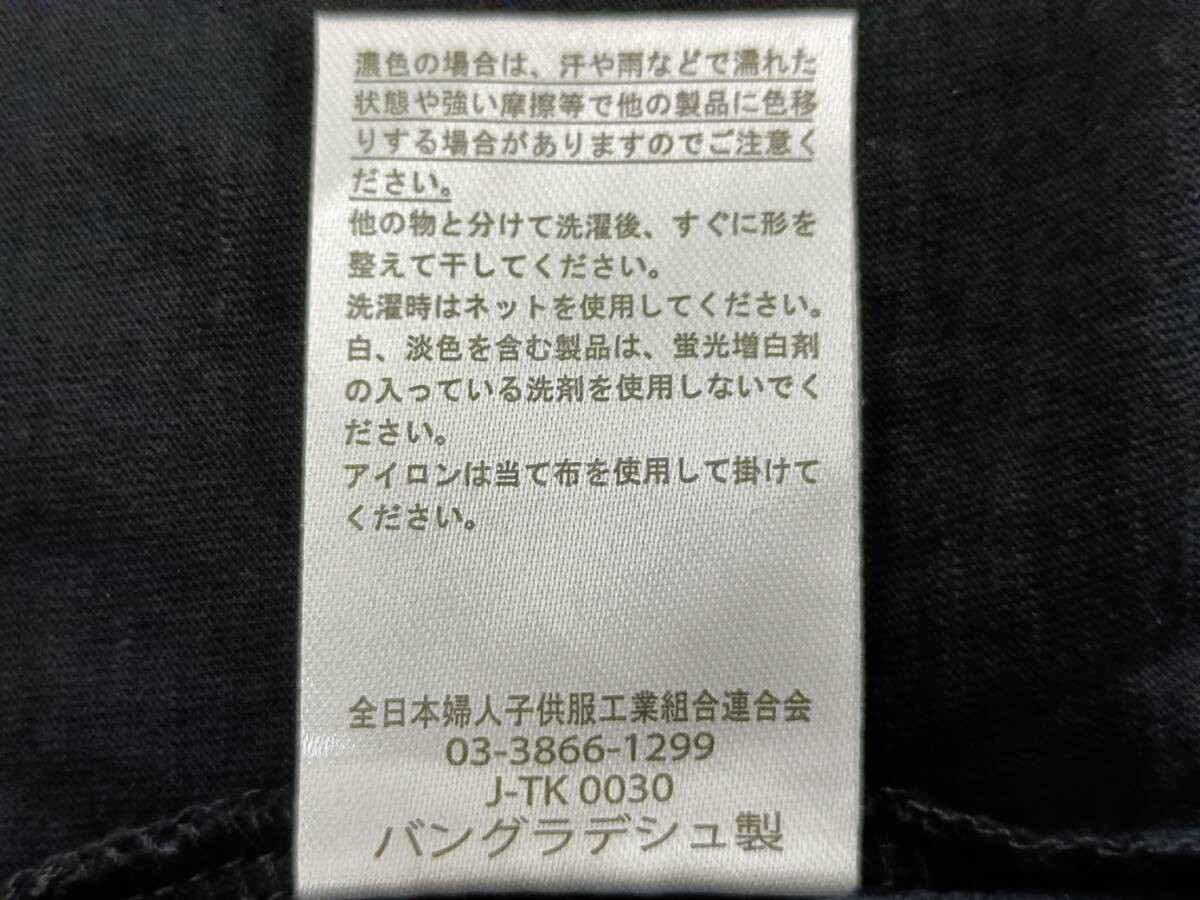 濃色の場合は、汗や雨などで濡れた
状態や強い摩擦等で他の製品に色移
りする場合がありますのでご注意く
ださい。
他の物と分けて洗濯後、すぐに形を
整えて干してください。
洗濯時はネットを使用してください。
白、淡色を含む製品は、蛍光増白剤
の入っている洗剤を使用しないでく
ださい。
アイロンは当て布を使用して掛けて
ください。
全日本婦人子供服工業組合連合会
03-3866-1299
J-TK 0030
バングラデシュ製